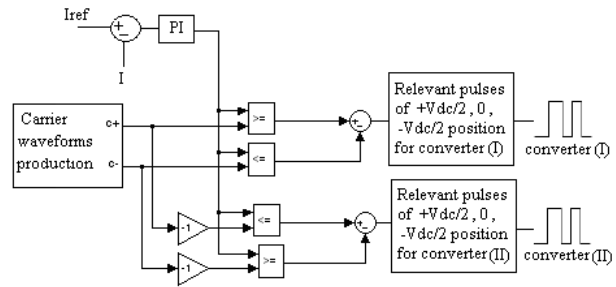 Iref
+
-
PI
I
Carrier
waveforms
production
c+
c-
>=
<=
+
-
Relevant pulses
of +Vdc/2, 0 ,
-Vdc/2 position
for converter (I)
converter (I)
-1
-1
<=
>=
+
-
Relevant pulses
of +Vdc/2, 0 ,
-Vdc/2 position
for converter (II)
converter (II)